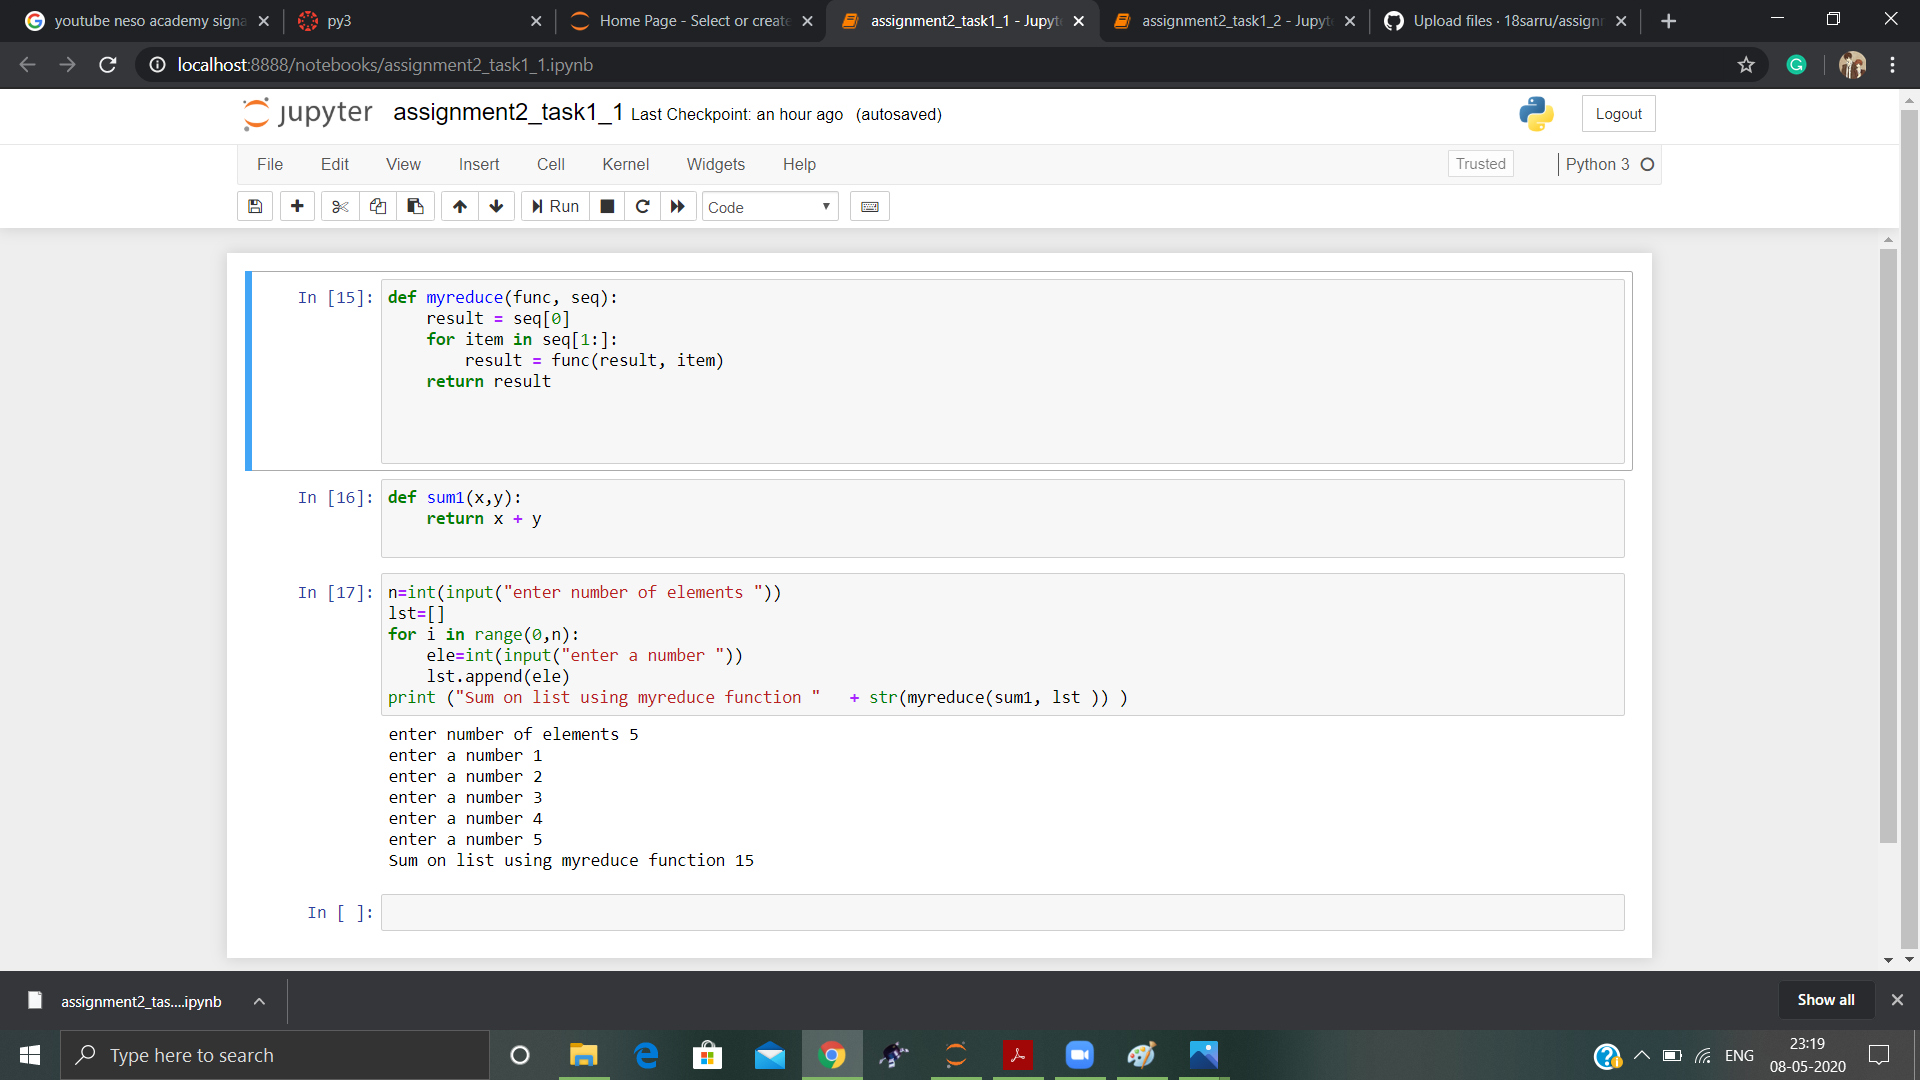 youtube neso academy signa
py3
Home Page - Select or create
assignment2_task1_1 - Jupyt
assignment2_task1_2 - Jupyt
Upload files · 18sarru/assignm
localhost:8888/notebooks/assignment2_task1_1.ipynb
G
jupyter assignment2_task1_1 Last Checkpoint: an hour ago (autosaved)
Logout
File Edit View Insert Cell Kernel Widgets Help
Trusted
Python 3
Run
Code
In [15]:
def myreduce(func, seq):
    result = seq[0]
    for item in seq[1:]:
        result = func(result, item)
    return result
In [16]:
def sum1(x,y):
    return x + y
In [17]:
n=int(input("enter number of elements "))
lst=[]
for i in range(0,n):
    ele=int(input("enter a number "))
    lst.append(ele)
print ("Sum on list using myreduce function "   + str(myreduce(sum1, lst )) )
enter number of elements 5
enter a number 1
enter a number 2
enter a number 3
enter a number 4
enter a number 5
Sum on list using myreduce function 15
In [ ]:
assignment2_tas....ipynb
Show all
Type here to search
ENG
23:19
08-05-2020